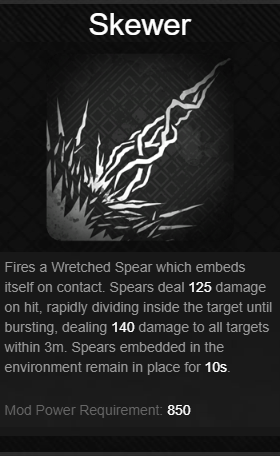 Skewer
Fires a Wretched Spear which embeds
itself on contact. Spears deal 125 damage
on hit, rapidly dividing inside the target until
bursting, dealing 140 damage to all targets
within 3m. Spears embedded in the
environment remain in place for 10s.
Mod Power Requirement: 850